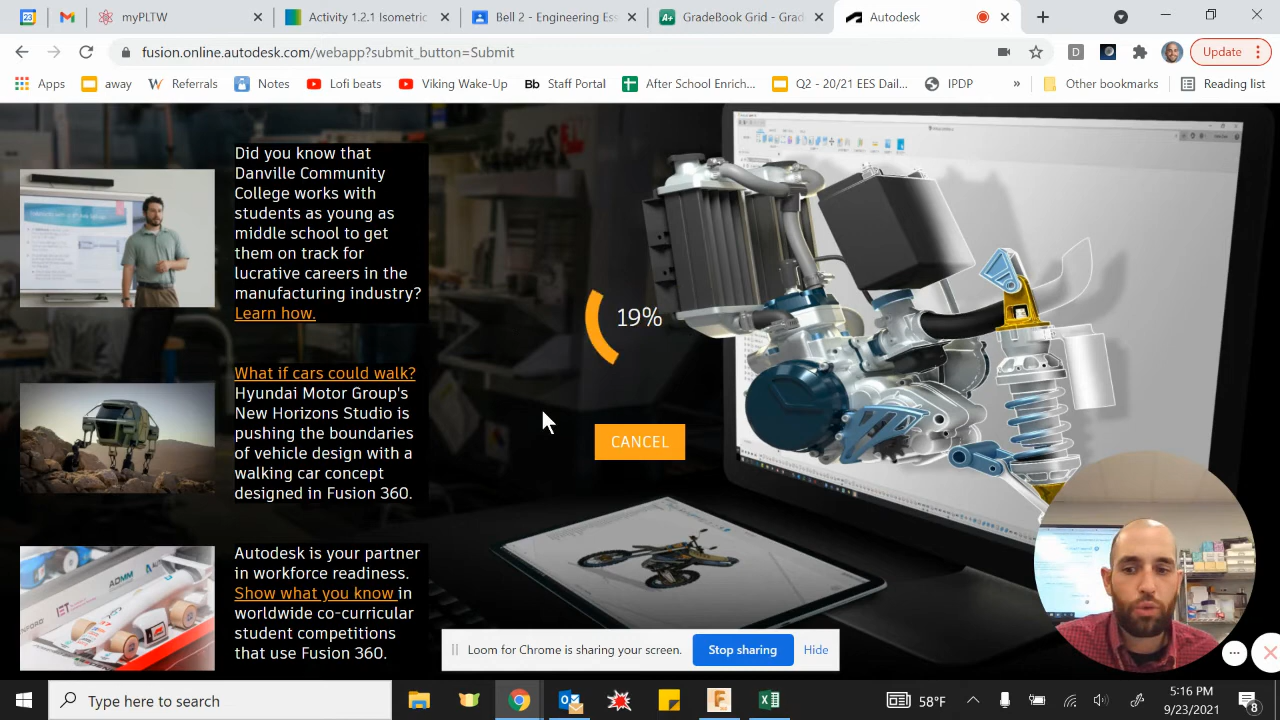 23
myPLTW
Activity 1.2.1 Isometric
Bell 2 - Engineering Ess
A+
GradeBook Grid - Grad
Autodesk
fusion.online.autodesk.com/webapp?submit_button=Submit
D
Update
Apps
away
Referrals
Notes
Lofi beats
Viking Wake-Up
Bb
Staff Portal
After School Enrich...
Q2 - 20/21 EES Dail...
IPDP
»
Other bookmarks
Reading list
Did you know that
Danville Community
College works with
students as young as
middle school to get
them on track for
lucrative careers in the
manufacturing industry?
Learn how.
What if cars could walk?
Hyundai Motor Group's
New Horizons Studio is
pushing the boundaries
of vehicle design with a
walking car concept
designed in Fusion 360.
Autodesk is your partner
in workforce readiness.
Show what you know in
worldwide co-curricular
student competitions
that use Fusion 360.
19%
CANCEL
Loom for Chrome is sharing your screen.
Stop sharing
Hide
Type here to search
58°F
5:16 PM
9/23/2021
8